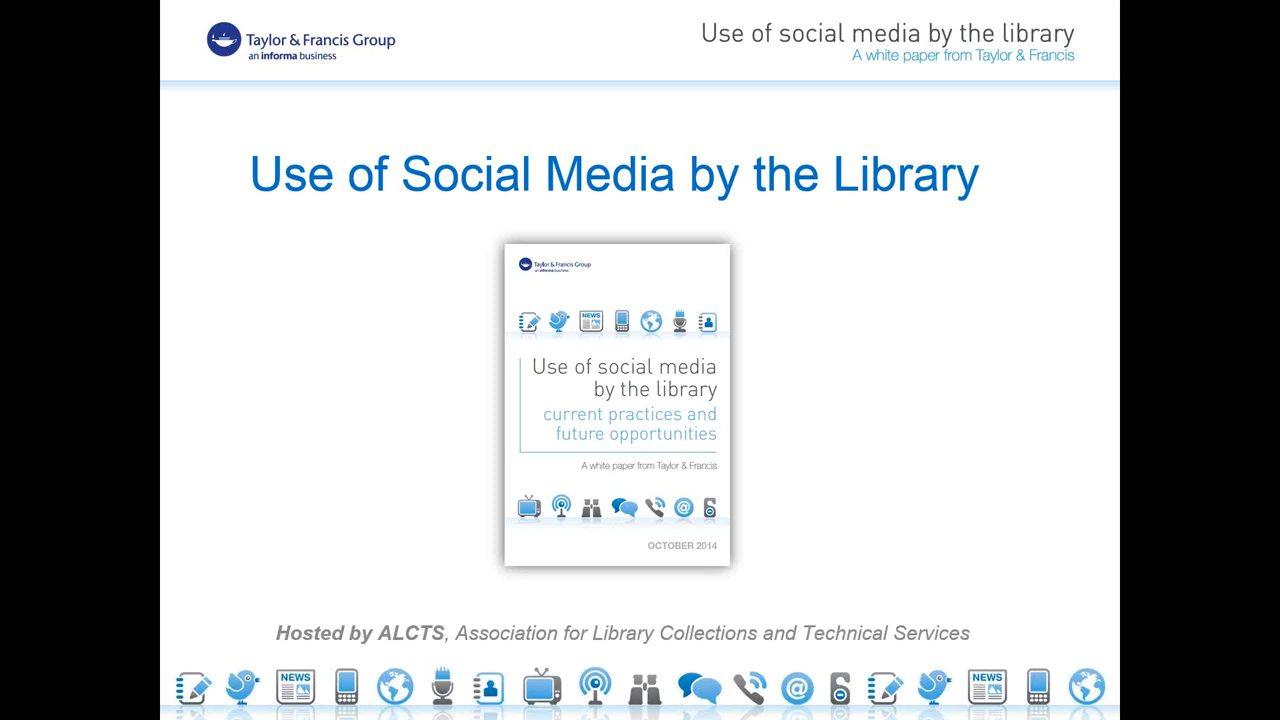 Taylor & Francis Group
an informa business
Use of social media by the library
A white paper from Taylor & Francis
Use of Social Media by the Library
Taylor & Francis Group
an informa business
NEWS
Use of social media
by the library
current practices and
future opportunities
A white paper from Taylor & Francis
@
OCTOBER 2014
Hosted by ALCTS, Association for Library Collections and Technical Services
NEWS
@
NEWS